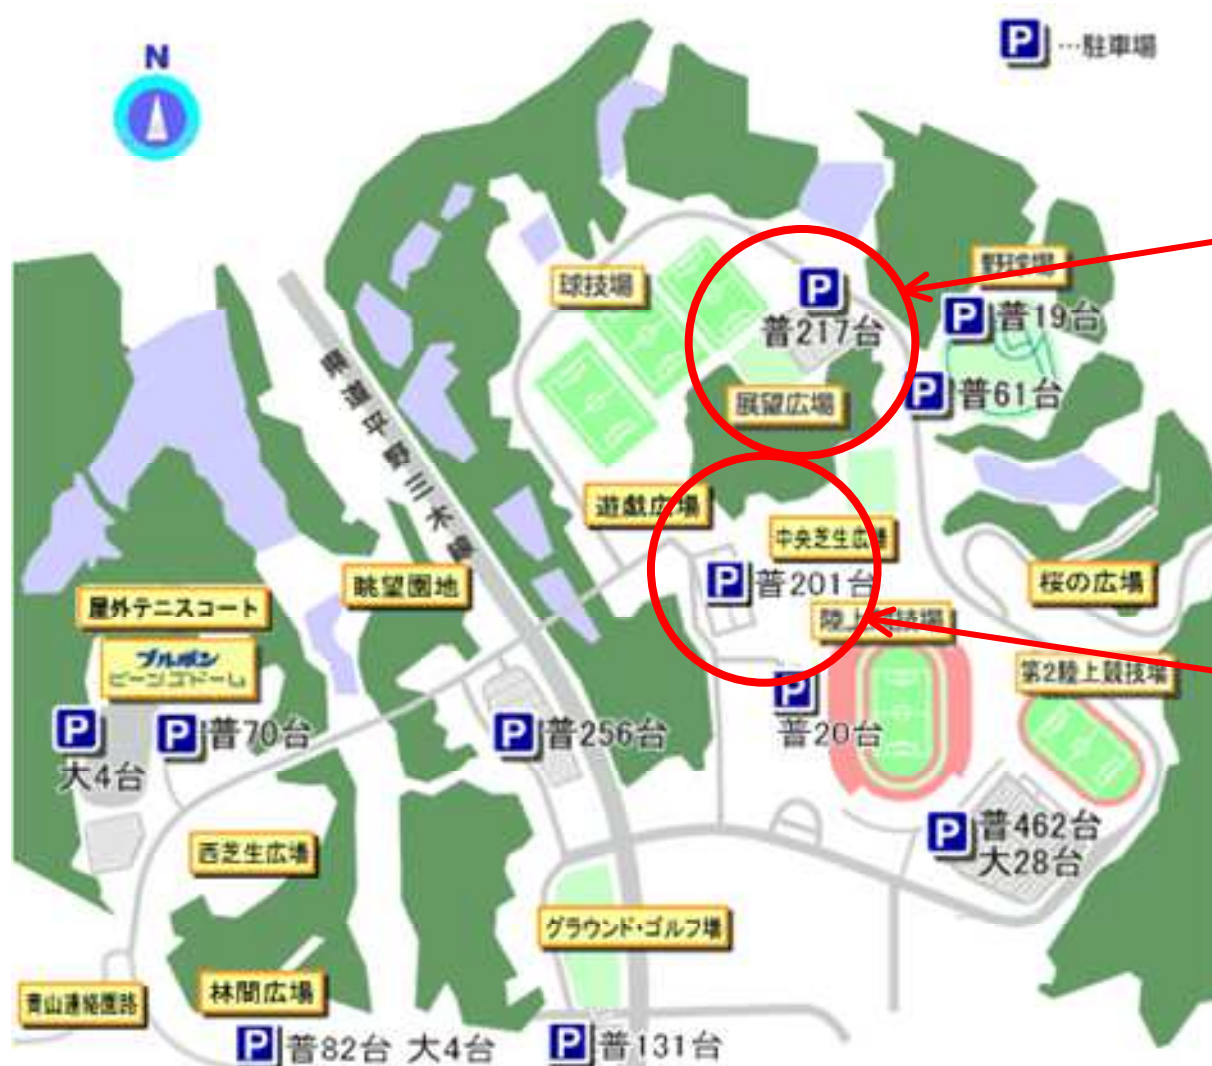 N
P …駐車場
球技場
P
普217台
野球場
P 普19台
P 普61台
展望広場
県道平野三木線
遊戯広場
中央芝生広場
P 普201台
眺望園地
屋外テニスコート
桜の広場
陸上競技場
ブルボン
ビーンズドーム
第2陸上競技場
P
大4台
P 普70台
P 普256台
P
普20台
P 普462台
大28台
西芝生広場
グラウンド・ゴルフ場
青山連絡園路
林間広場
P 普82台 大4台
P 普131台